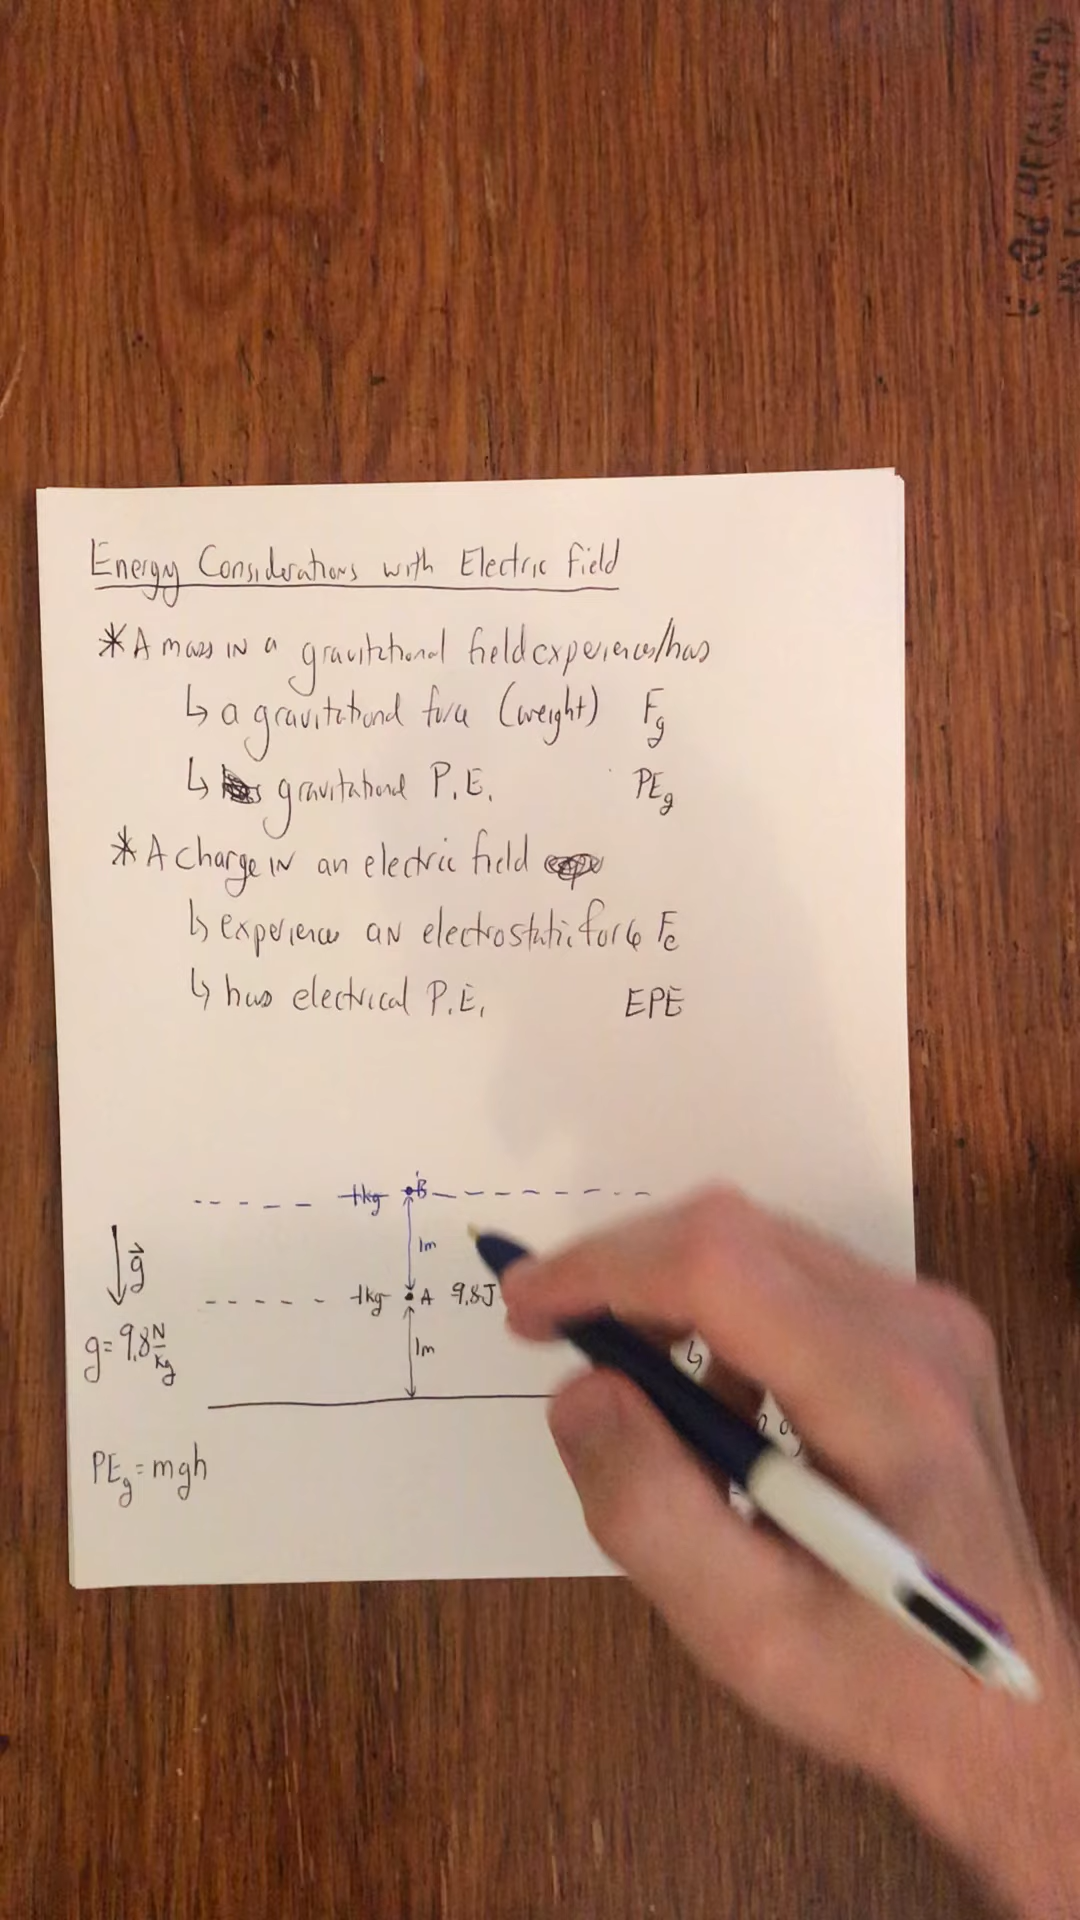 Energy Considerations with Electric Field
* A mass in a gravitational field experiences/has
↳ a gravitational force (weight) Fg
↳ gravitational P.E. PEg
* A charge in an electric field
↳ experiences an electrostatic force Fe
↳ has electrical P.E. EPE
1kg B
1m
g
1kg A 9.8J
g = 9.8 N/kg
1m
↳
PEg = mgh